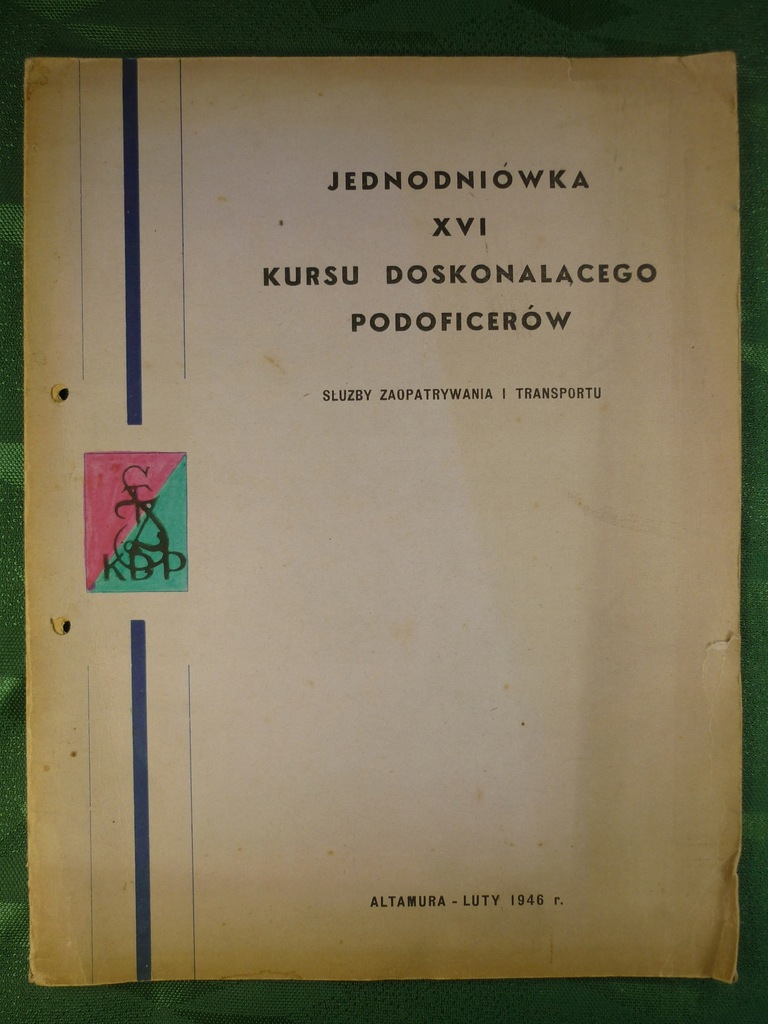 JEDNODNIÓWKA
XVI
KURSU DOSKONALĄCEGO
PODOFICERÓW
SŁUZBY ZAOPATRYWANIA I TRANSPORTU
KDP
ALTAMURA - LUTY 1946 r.